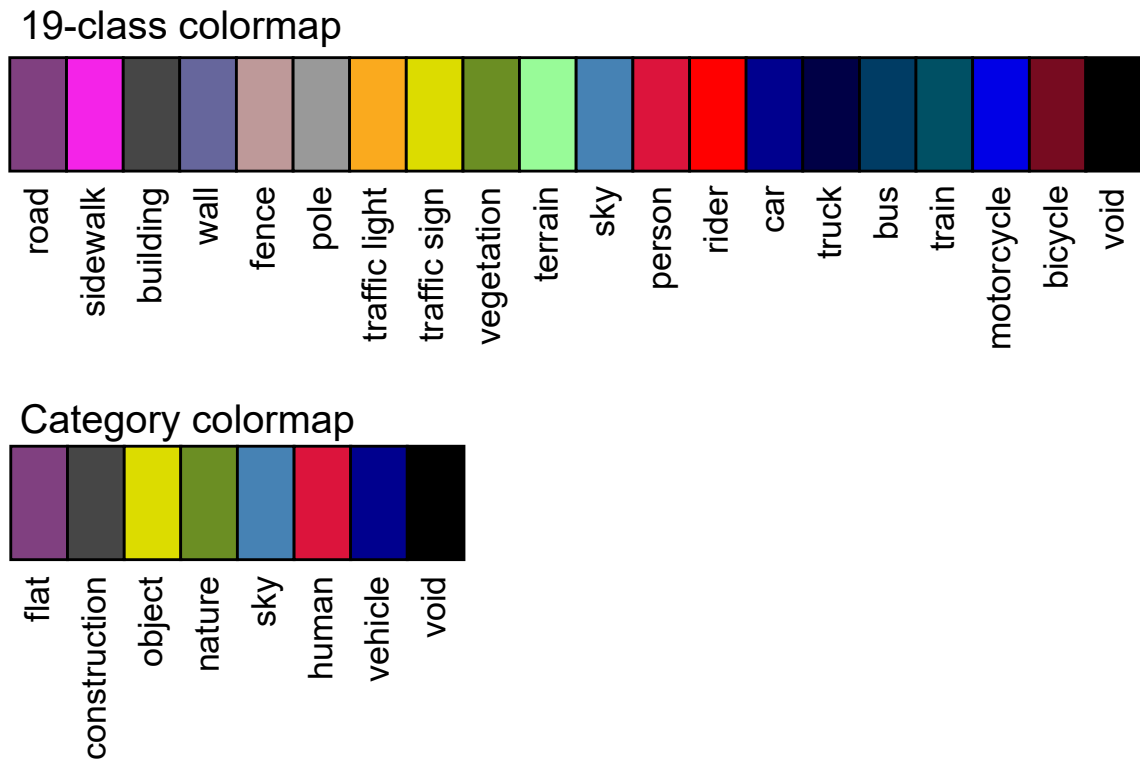 19-class colormap
road
sidewalk
building
wall
fence
pole
traffic light
traffic sign
vegetation
terrain
sky
person
rider
car
truck
bus
train
motorcycle
bicycle
void
Category colormap
flat
construction
object
nature
sky
human
vehicle
void